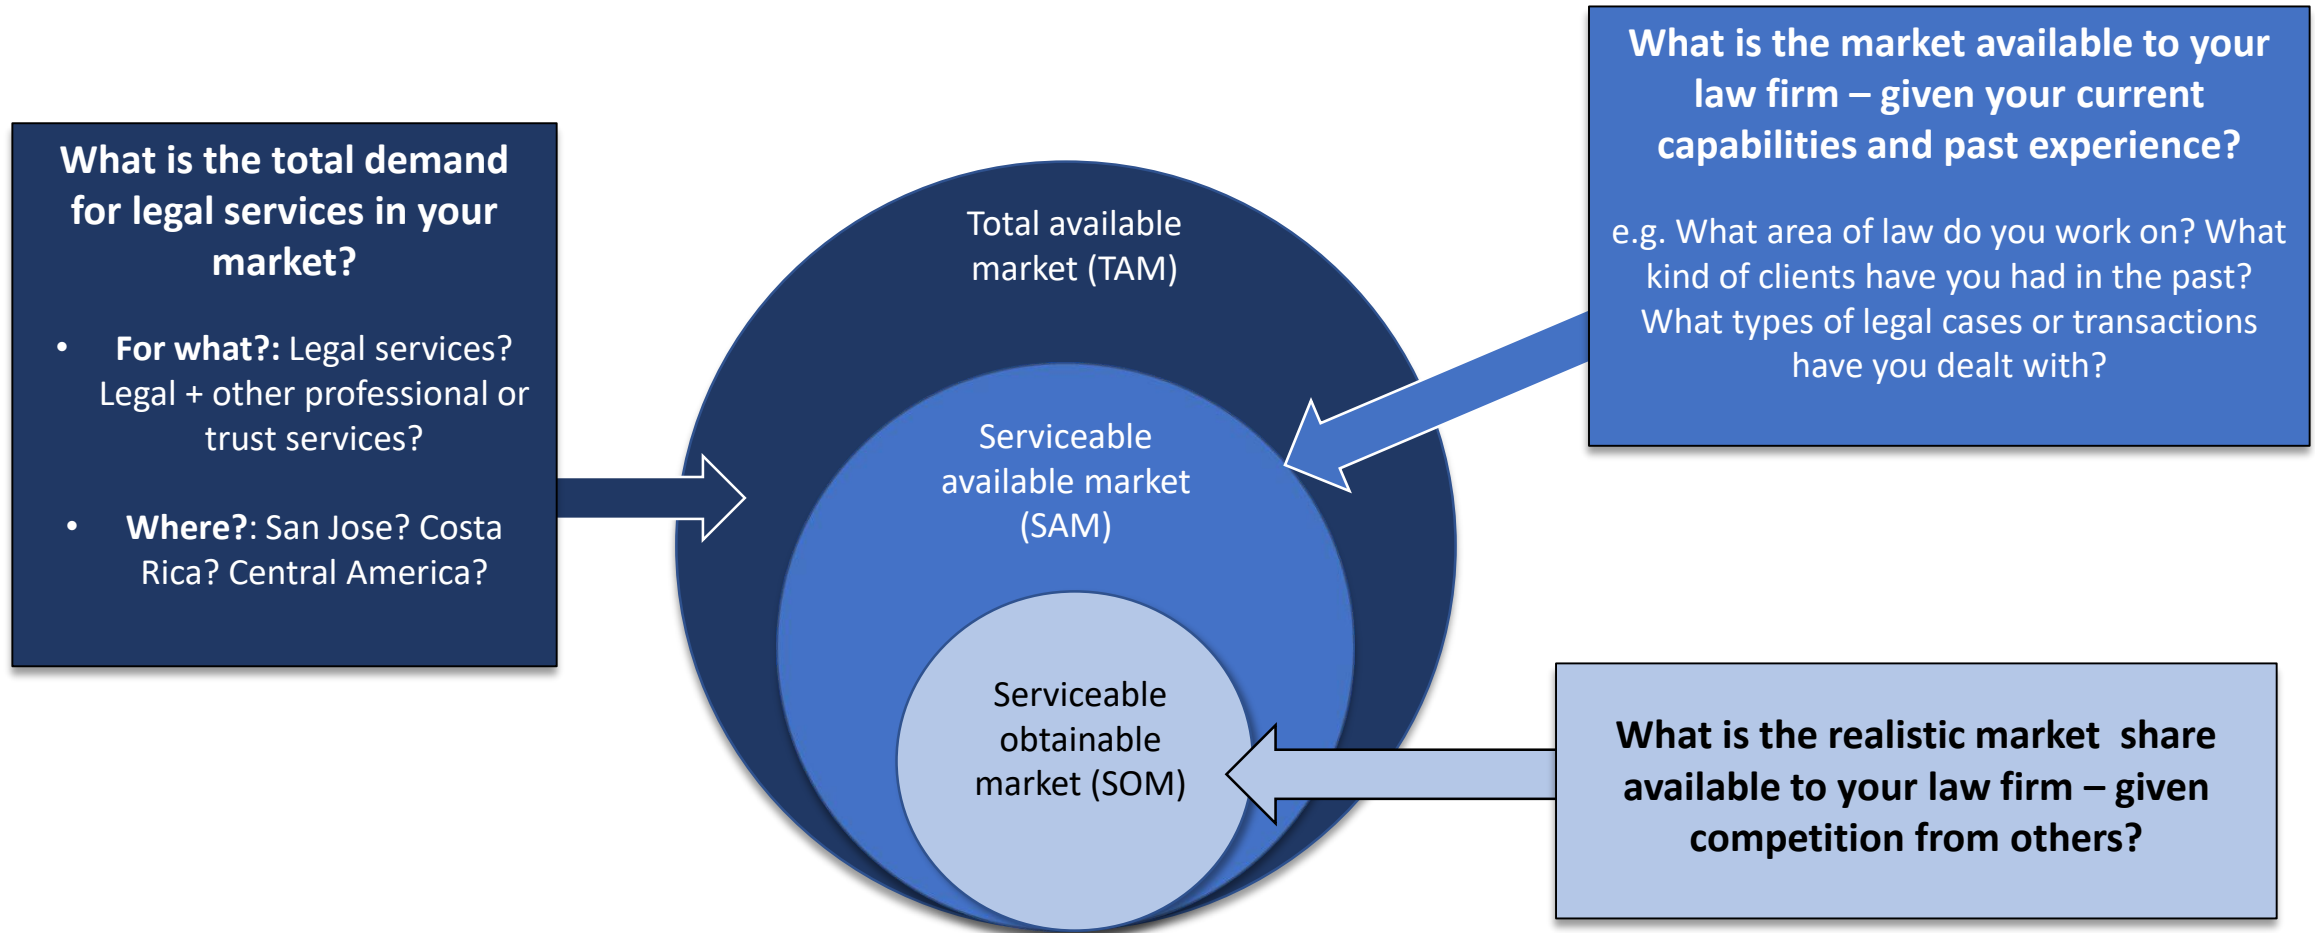 What is the total demand
for legal services in your
market?
• For what?: Legal services?
Legal + other professional or
trust services?
• Where?: San Jose? Costa
Rica? Central America?
Total available
market (TAM)
Serviceable
available market
(SAM)
Serviceable
obtainable
market (SOM)
What is the market available to your
law firm – given your current
capabilities and past experience?
e.g. What area of law do you work on? What
kind of clients have you had in the past?
What types of legal cases or transactions
have you dealt with?
What is the realistic market  share
available to your law firm – given
competition from others?